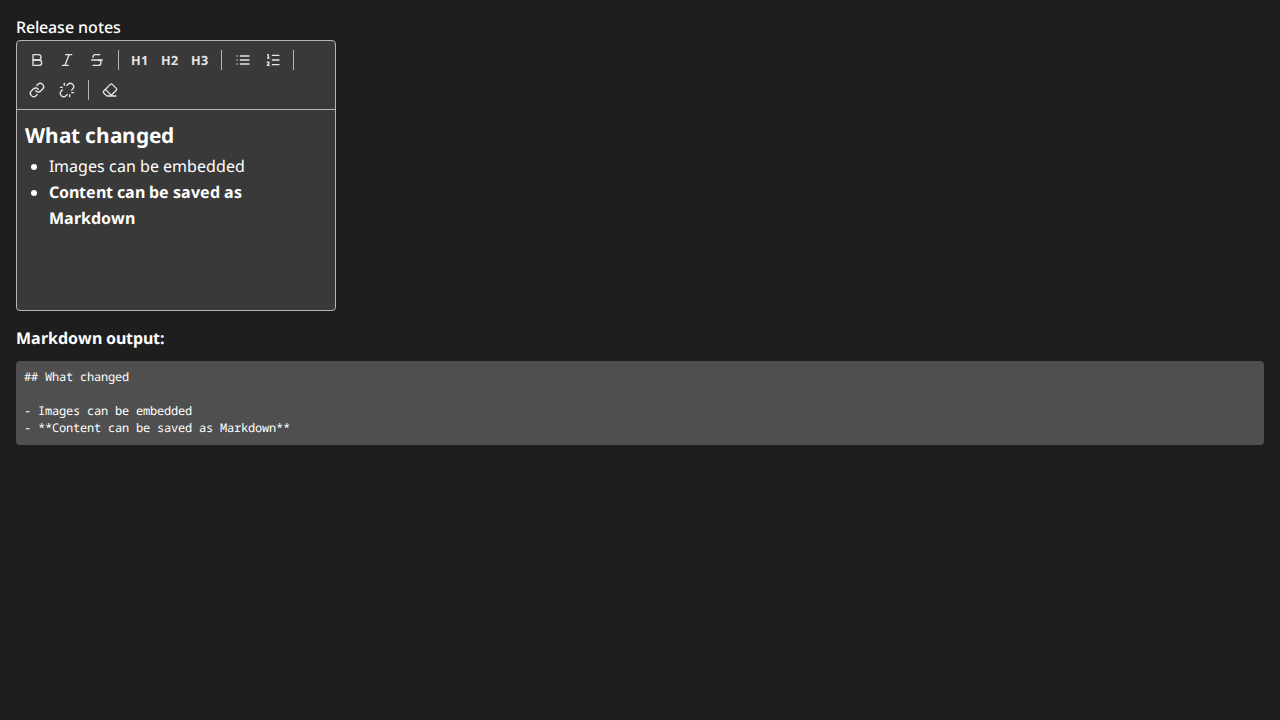 Release notes
H1 H2 H3
What changed
Images can be embedded
Content can be saved as
Markdown
Markdown output:
## What changed
- Images can be embedded
- **Content can be saved as Markdown**